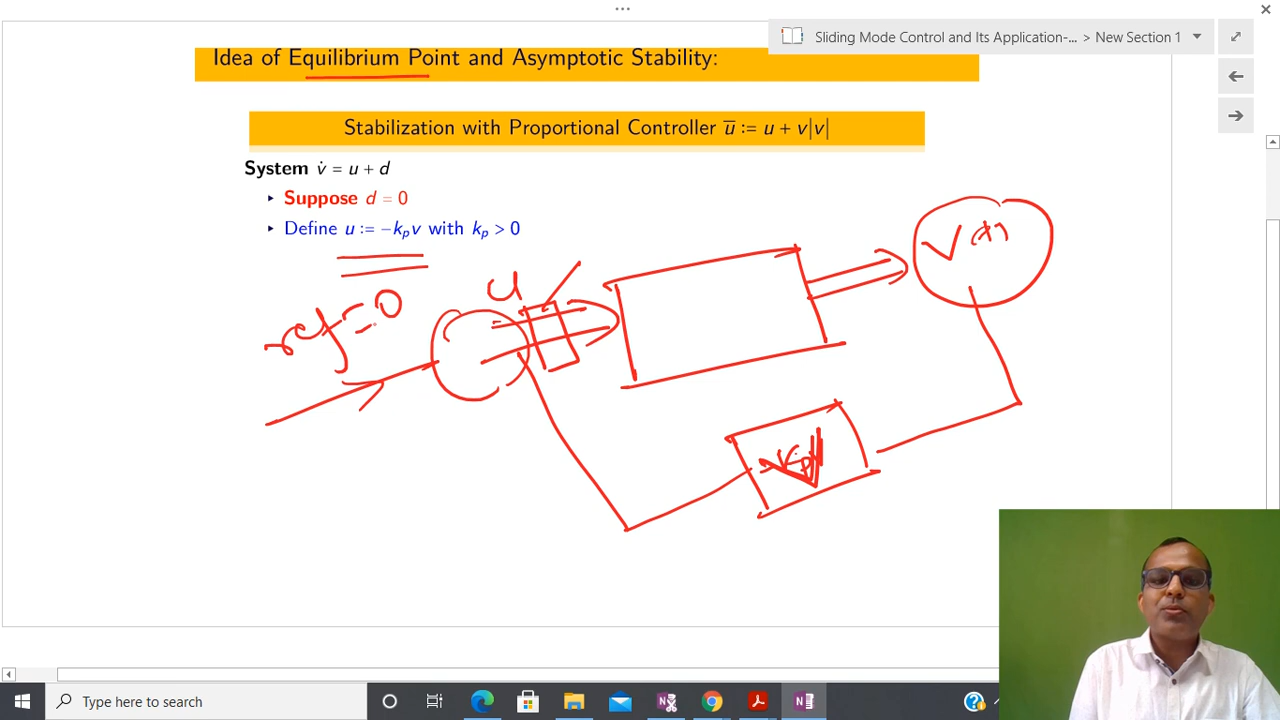 Sliding Mode Control and Its Application-... > New Section 1
Idea of Equilibrium Point and Asymptotic Stability:
Stabilization with Proportional Controller u̅ := u + v|v|
System v̇ = u + d
▸ Suppose d = 0
▸ Define u := −kₚv with kₚ > 0
ref=0
u
V(t)
Type here to search